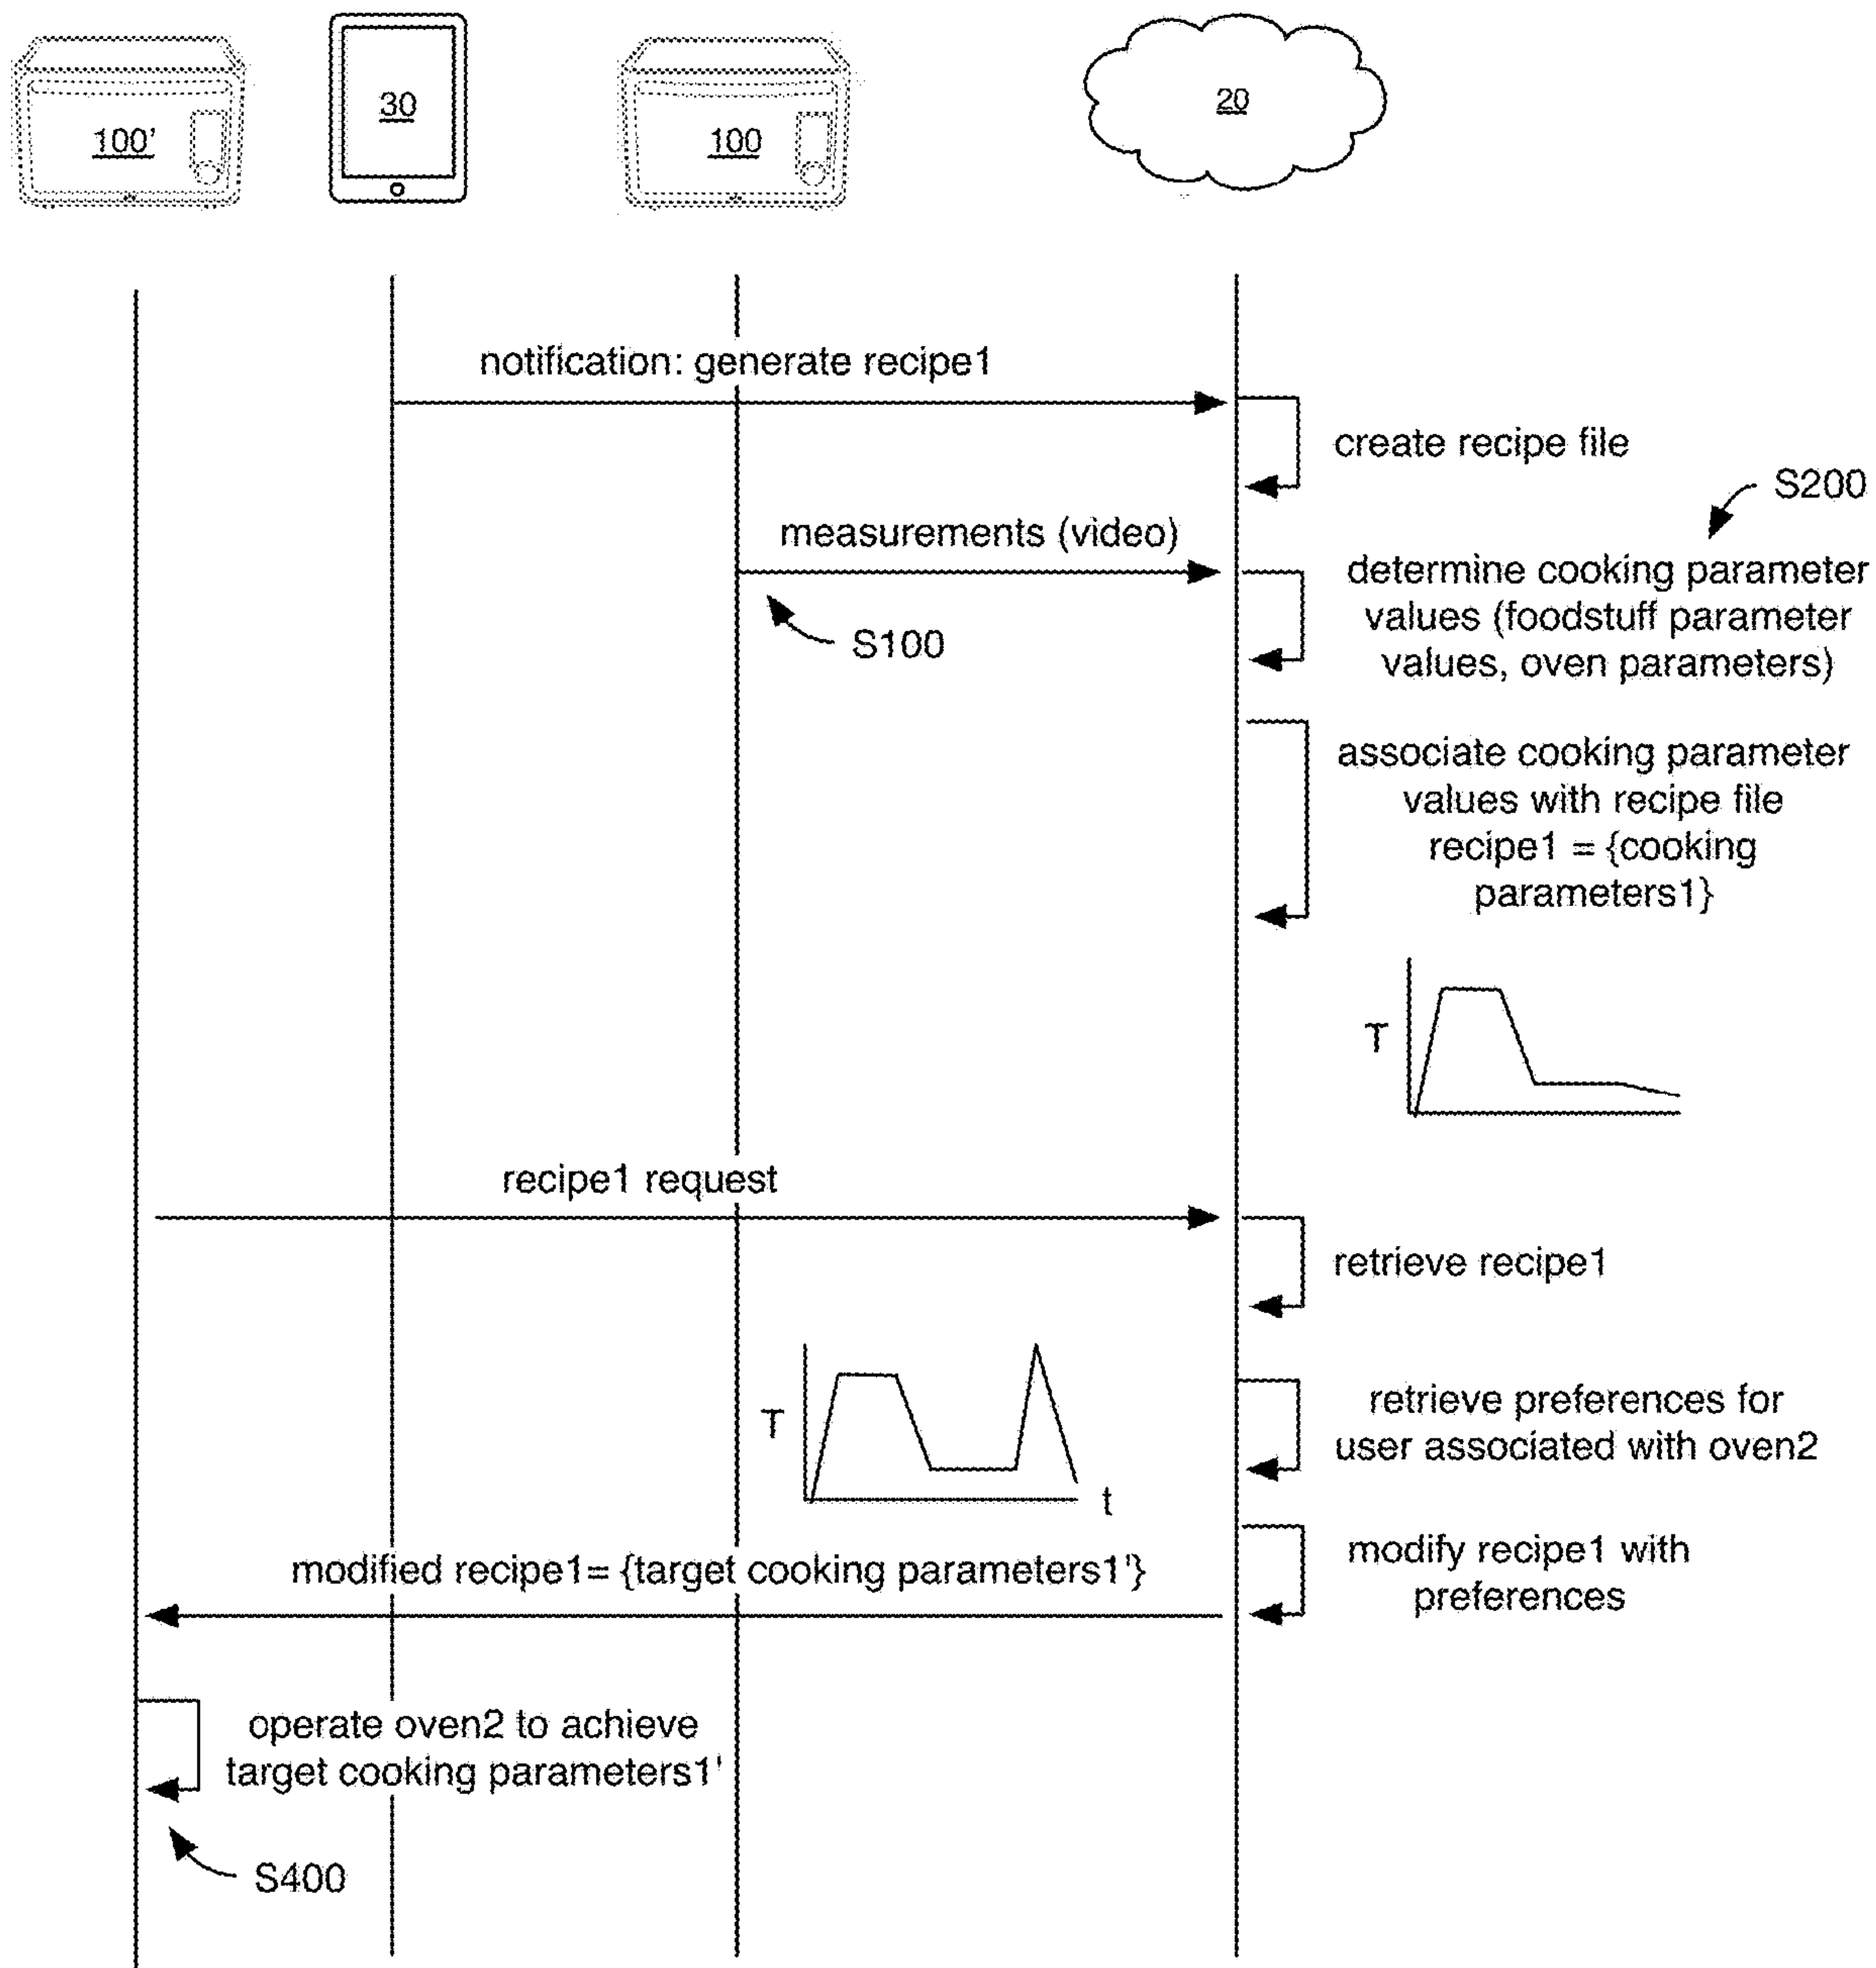 100'
30
100
20
notification: generate recipe1
create recipe file
S200
measurements (video)
determine cooking parameter
values (foodstuff parameter
values, oven parameters)
S100
associate cooking parameter
values with recipe file
recipe1 = {cooking
parameters1}
T
recipe1 request
retrieve recipe1
T
t
retrieve preferences for
user associated with oven2
modified recipe1= {target cooking parameters1'}
modify recipe1 with
preferences
operate oven2 to achieve
target cooking parameters1'
S400